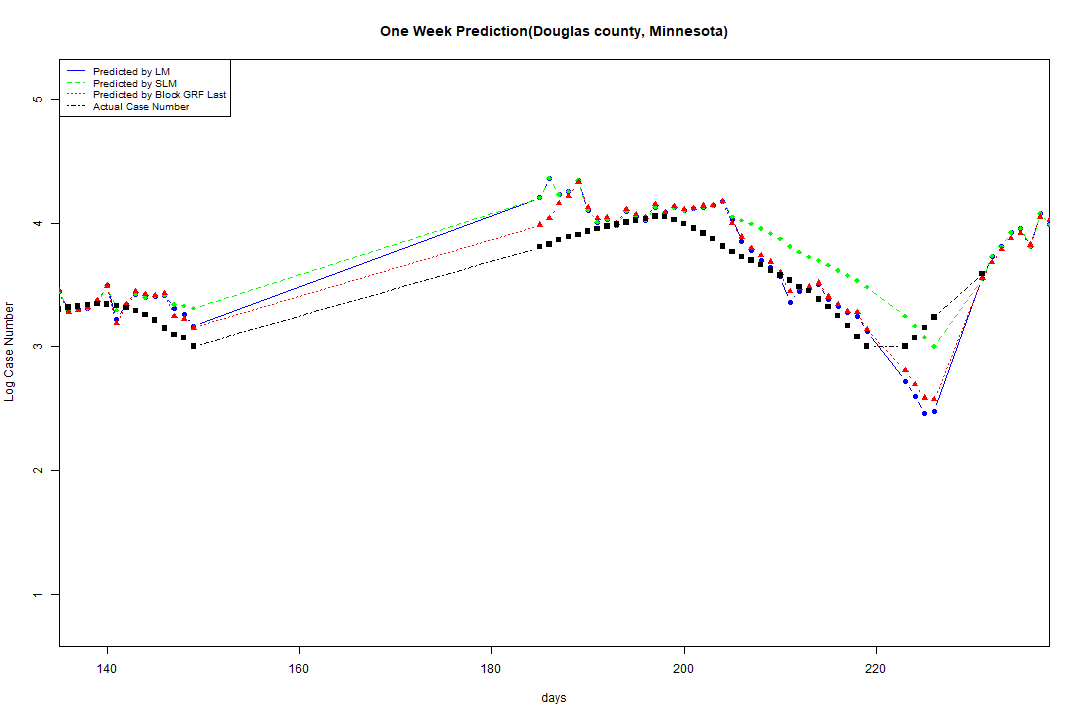 One Week Prediction(Douglas county, Minnesota)
Predicted by LM
Predicted by SLM
Predicted by Block GRF Last
Actual Case Number
5
4
3
2
1
Log Case Number
140 160 180 200 220
days